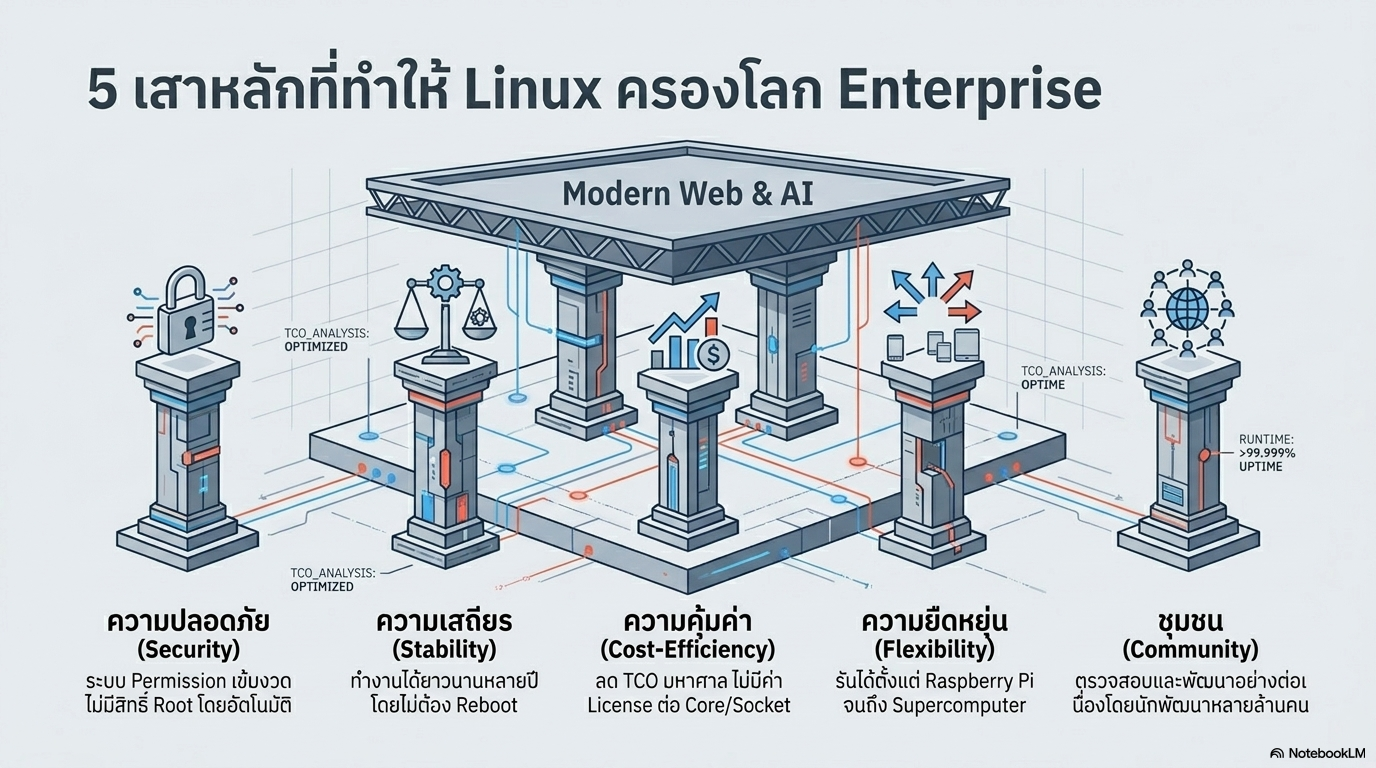 5 เสาหลักที่ทำให้ Linux ครองโลก Enterprise
Modern Web & AI
TCO_ANALYSIS:
OPTIMIZED
TCO_ANALYSIS:
OPTIME
RUNTIME:
>99,999%
UPTIME
TCO_ANALYSIS:
OPTIMIZED
ความปลอดภัย
(Security)
ระบบ Permission เข้มงวด
ไม่มีสิทธิ์ Root โดยอัตโนมัติ
ความเสถียร
(Stability)
ทำงานได้ยาวนานหลายปี
โดยไม่ต้อง Reboot
ความคุ้มค่า
(Cost-Efficiency)
ลด TCO มหาศาล ไม่มีค่า
License ต่อ Core/Socket
ความยืดหยุ่น
(Flexibility)
รันได้ตั้งแต่ Raspberry Pi
จนถึง Supercomputer
ชุมชน
(Community)
ตรวจสอบและพัฒนาอย่างต่อเ
นื่องโดยนักพัฒนาหลายล้านคน
NotebookLM